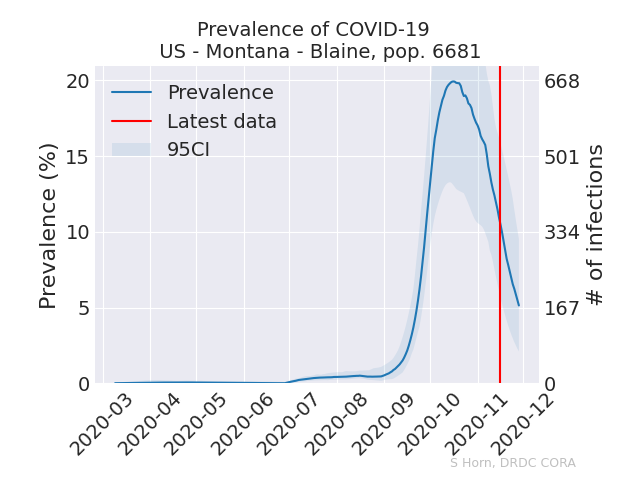 Prevalence of COVID-19
US - Montana - Blaine, pop. 6681
Prevalence
Latest data
95CI
Prevalence (%)
20
15
10
5
0
# of infections
668
501
334
167
0
2020-03
2020-04
2020-05
2020-06
2020-07
2020-08
2020-09
2020-10
2020-11
2020-12
S Horn, DRDC CORA